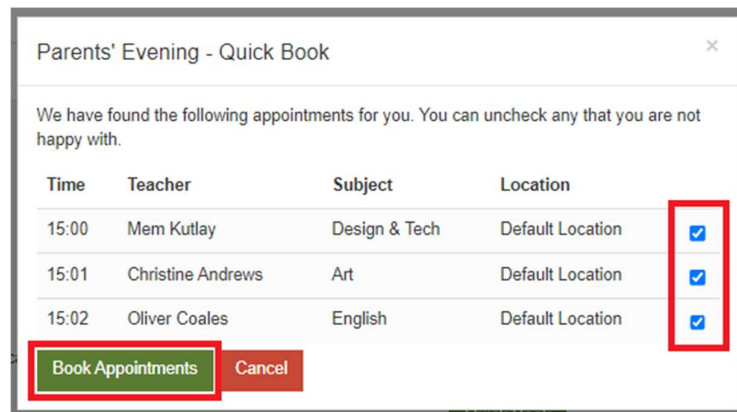 Parents' Evening - Quick Book ×
We have found the following appointments for you. You can uncheck any that you are not
happy with.
Time Teacher Subject Location
15:00 Mem Kutlay Design & Tech Default Location
15:01 Christine Andrews Art Default Location
15:02 Oliver Coales English Default Location
Book Appointments Cancel